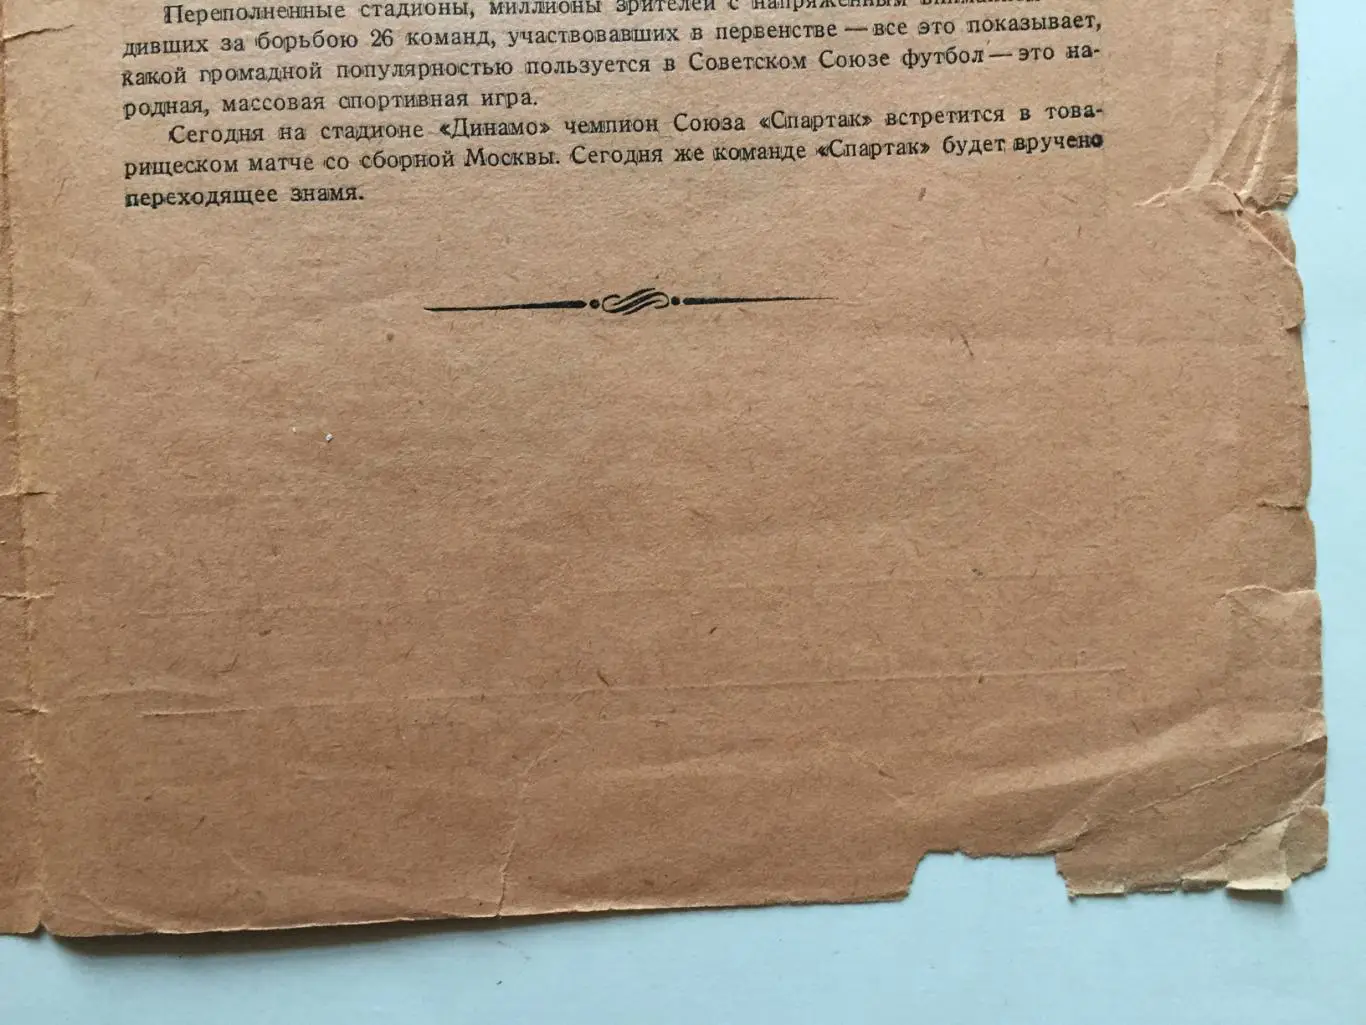 Переполненные стадионы, миллионы зрителей с напряженным
дивших за борьбою 26 команд, участвовавших в первенстве — все это показывает,
какой громадной популярностью пользуется в Советском Союзе футбол — это на-
родная, массовая спортивная игра.
Сегодня на стадионе «Динамо» чемпион Союза «Спартак» встретится в това-
рищеском матче со сборной Москвы. Сегодня же команде «Спартак» будет вручено
переходящее знамя.